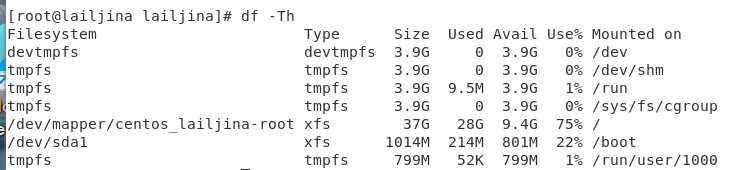 [root@lailjina lailjina]# df -Th
Filesystem                        Type      Size  Used Avail Use% Mounted on
devtmpfs                          devtmpfs  3.9G     0  3.9G   0% /dev
tmpfs                             tmpfs     3.9G     0  3.9G   0% /dev/shm
tmpfs                             tmpfs     3.9G  9.5M  3.9G   1% /run
tmpfs                             tmpfs     3.9G     0  3.9G   0% /sys/fs/cgroup
/dev/mapper/centos_lailjina-root xfs        37G   28G  9.4G  75% /
/dev/sda1                         xfs      1014M  214M  801M  22% /boot
tmpfs                             tmpfs     799M   52K  799M   1% /run/user/1000